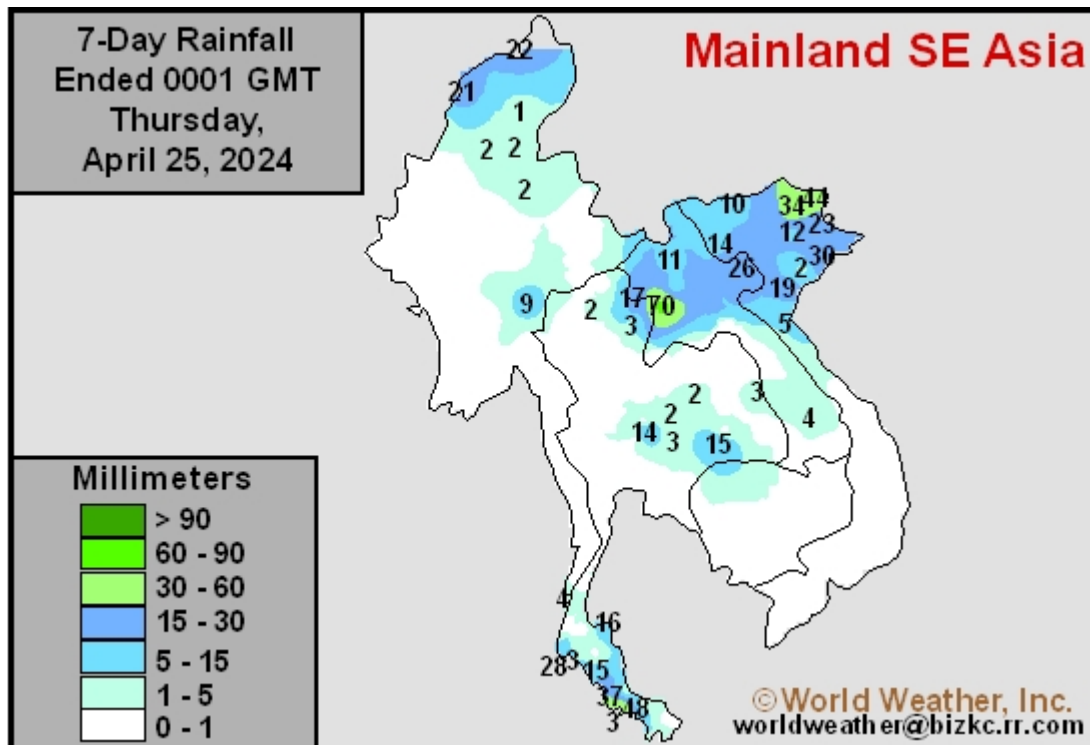 7-Day Rainfall
Ended 0001 GMT
Thursday,
April 25, 2024
Mainland SE Asia
22
21
1
2 2
2
10
34 44
12 23
14
11
26
2 30
19
9
2
17 70
3
5
2
3
2
4
14
3
15
4
16
28 3
15
37
48
3
Millimeters
> 90
60 - 90
30 - 60
15 - 30
5 - 15
1 - 5
0 - 1
©World Weather, Inc.
worldweather@bizkc.rr.com